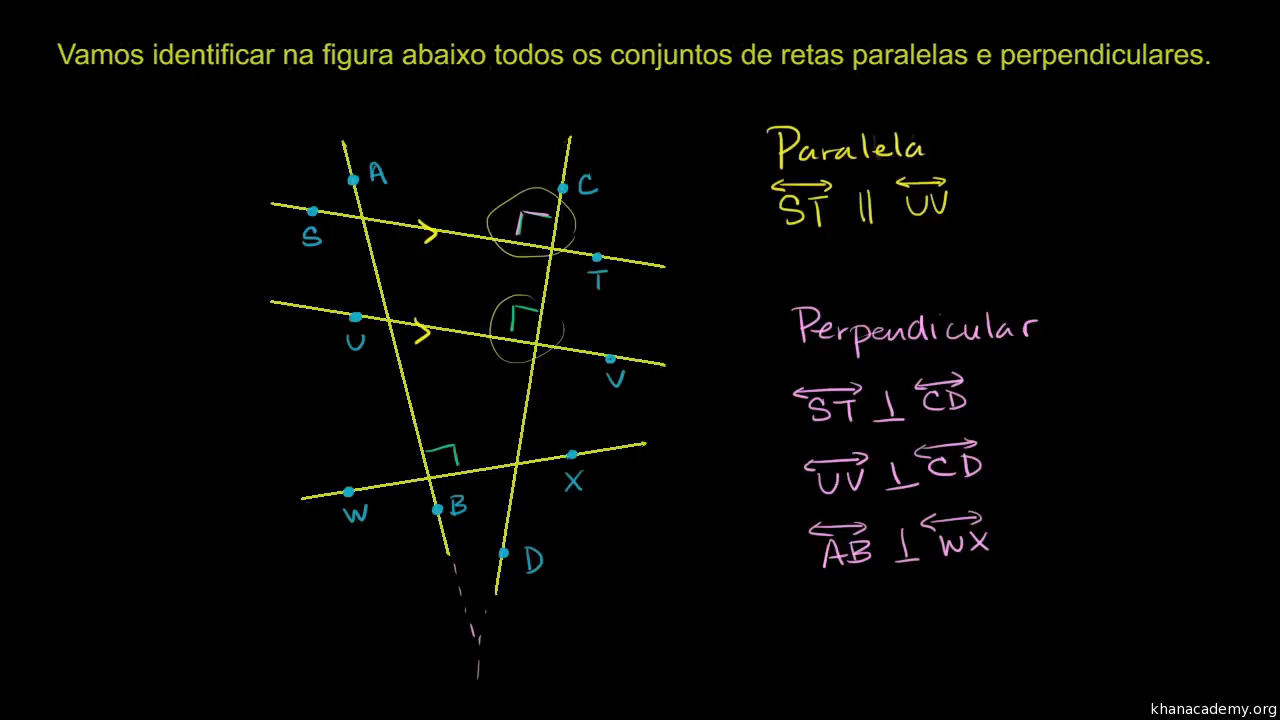 Vamos identificar na figura abaixo todos os conjuntos de retas paralelas e perpendiculares.
Paralela
ST || UV
Perpendicular
ST ⊥ CD
UV ⊥ CD
AB ⊥ WX
A
C
S
T
U
V
X
W
B
D
khanacademy.org